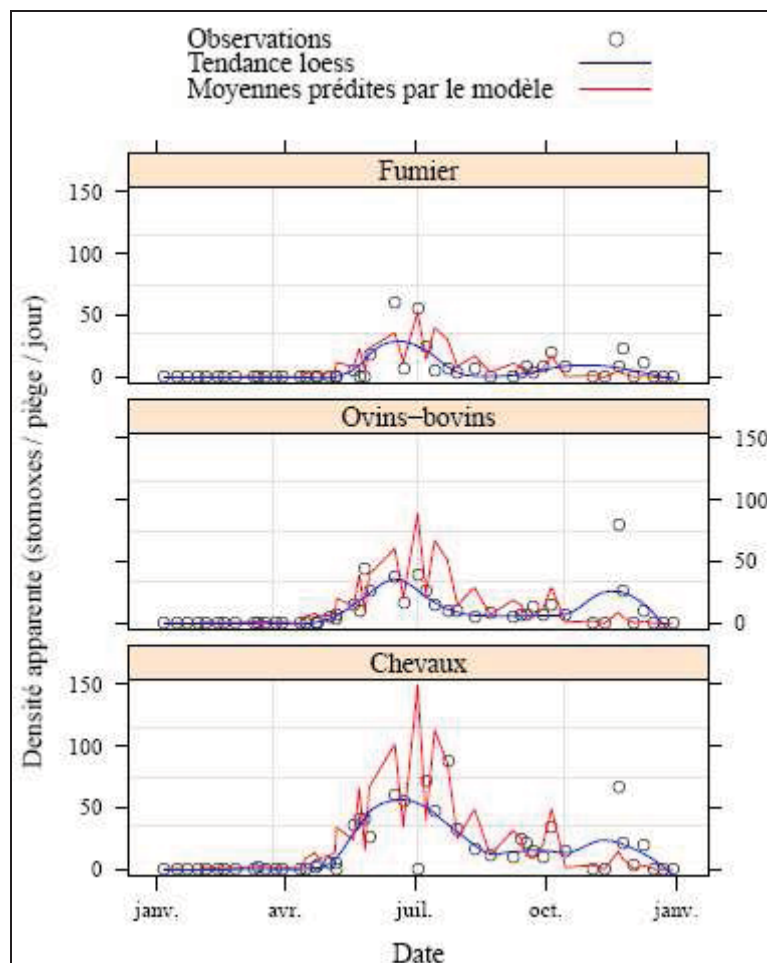 Observations
Tendance loess
Moyennes prédites par le modèle
Densité apparente (stomoxes / piège / jour)
Fumier
150
100
50
0
Ovins−bovins
150
100
50
0
Chevaux
150
100
50
0
janv.
avr.
juil.
oct.
janv.
Date